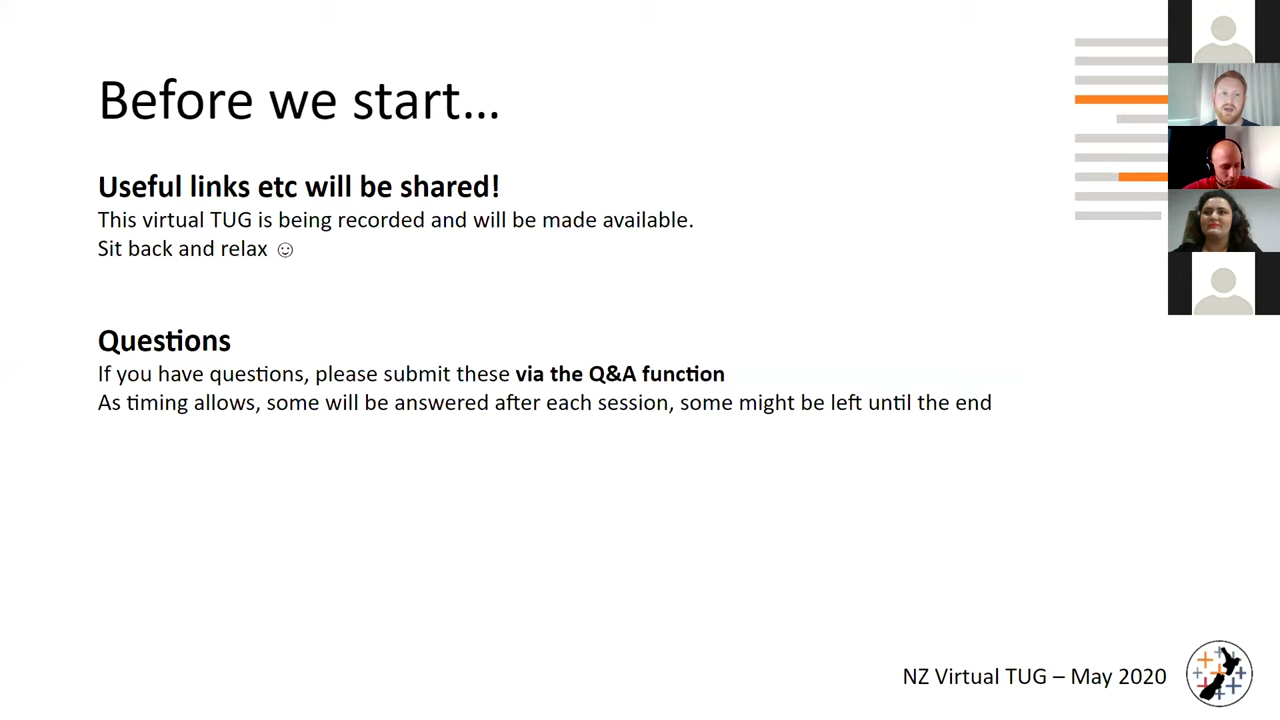 Before we start...
Useful links etc will be shared!
This virtual TUG is being recorded and will be made available.
Sit back and relax ☺
Questions
If you have questions, please submit these via the Q&A function
As timing allows, some will be answered after each session, some might be left until the end
NZ Virtual TUG – May 2020